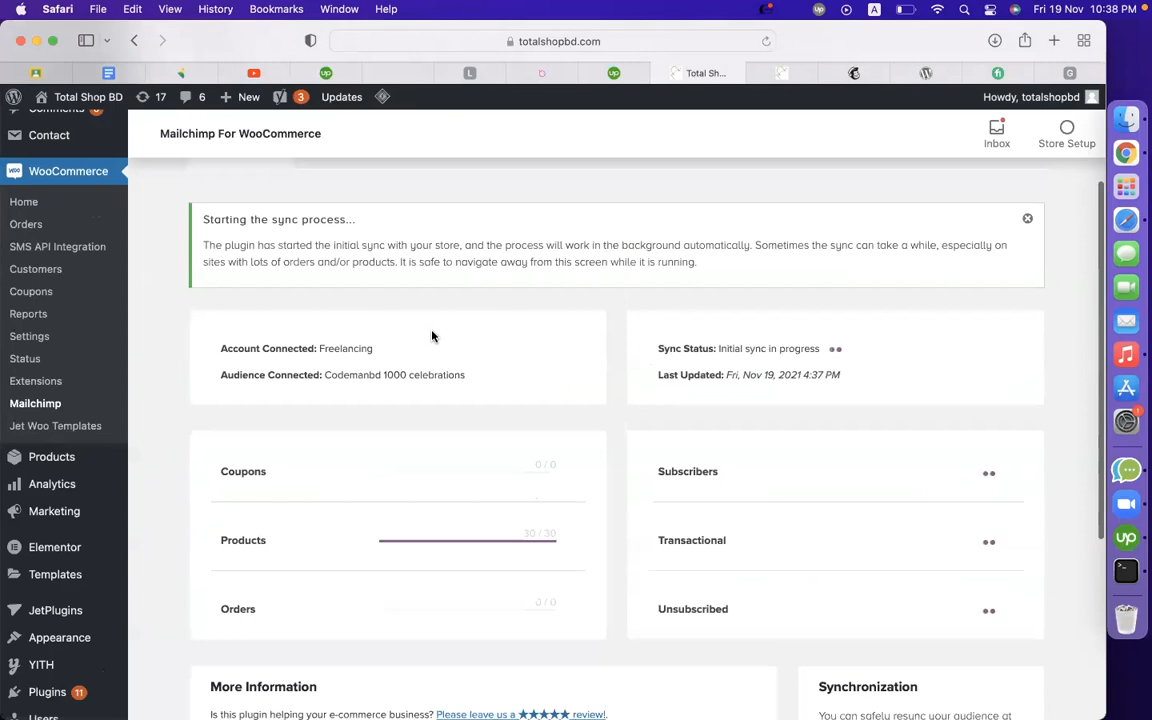 Safari File Edit View History Bookmarks Window Help A Fri 19 Nov 10:38 PM
totalshopbd.com
up L D up Total Sh... fi G
Total Shop BD 17 6 + New 3 Updates Howdy, totalshopbd
Contact
Mailchimp For WooCommerce
Inbox
Store Setup
Woo WooCommerce
Home
Orders
SMS API Integration
Customers
Coupons
Reports
Settings
Status
Extensions
Mailchimp
Jet Woo Templates
Products
Analytics
Marketing
Elementor
Templates
JetPlugins
Appearance
YITH
Plugins 11
Starting the sync process...
The plugin has started the initial sync with your store, and the process will work in the background automatically. Sometimes the sync can take a while, especially on
sites with lots of orders and/or products. It is safe to navigate away from this screen while it is running.
Account Connected: Freelancing
Audience Connected: Codemanbd 1000 celebrations
Sync Status: Initial sync in progress
Last Updated: Fri, Nov 19, 2021 4:37 PM
Coupons 0 / 0
Products 30 / 30
Orders 0 / 0
Subscribers
Transactional
Unsubscribed
More Information
Is this plugin helping your e-commerce business? Please leave us a ★★★★★ review!.
Synchronization
You can safely resync your audience at
1
up